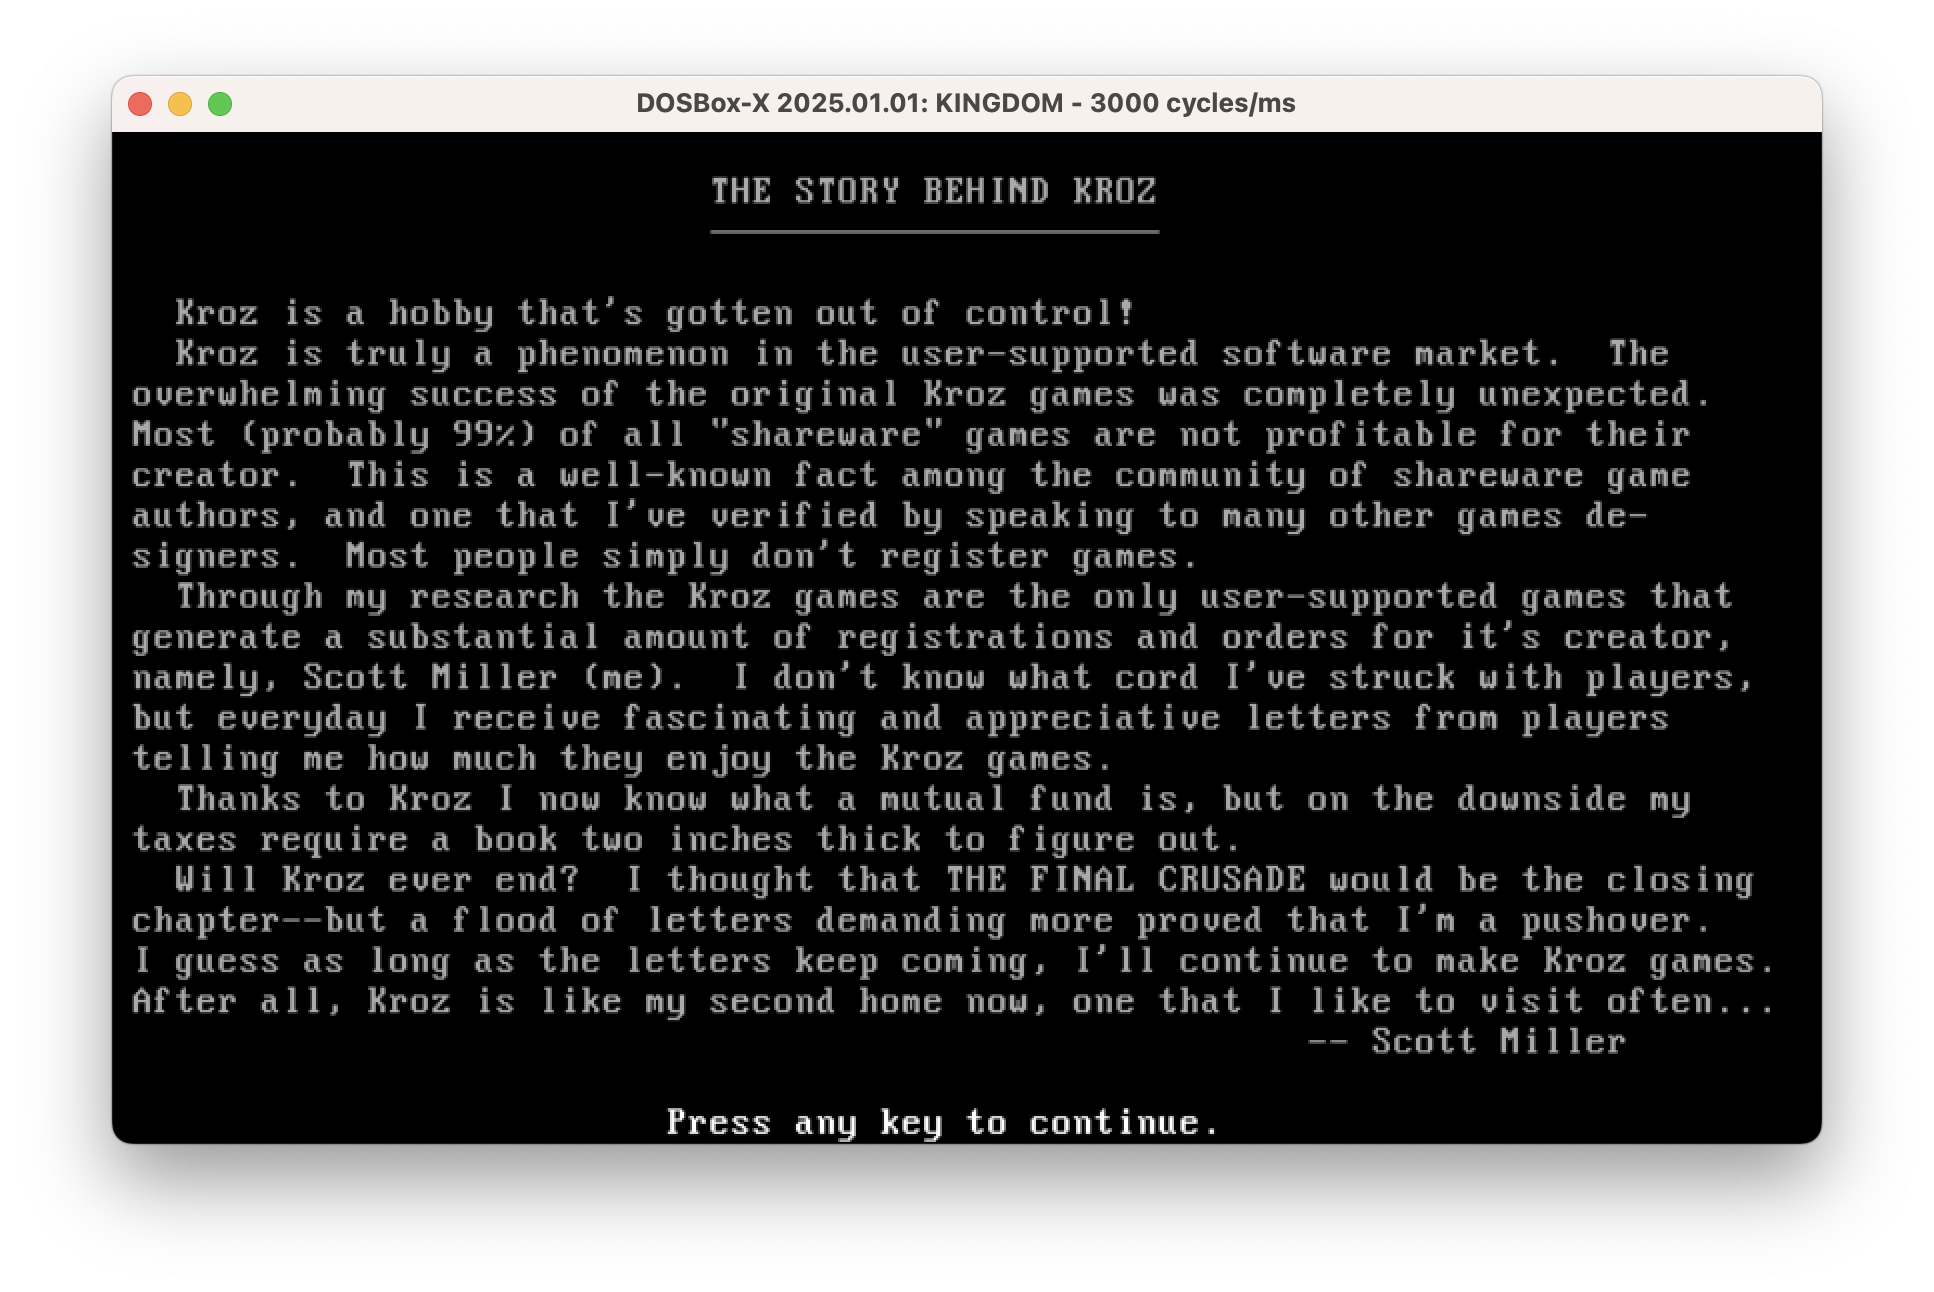 DOSBox-X 2025.01.01: KINGDOM - 3000 cycles/ms
THE STORY BEHIND KROZ
Kroz is a hobby that's gotten out of control!
Kroz is truly a phenomenon in the user-supported software market.  The
overwhelming success of the original Kroz games was completely unexpected.
Most (probably 99%) of all "shareware" games are not profitable for their
creator.  This is a well-known fact among the community of shareware game
authors, and one that I've verified by speaking to many other games de-
signers.  Most people simply don't register games.
Through my research the Kroz games are the only user-supported games that
generate a substantial amount of registrations and orders for it's creator,
namely, Scott Miller (me).  I don't know what cord I've struck with players,
but everyday I receive fascinating and appreciative letters from players
telling me how much they enjoy the Kroz games.
Thanks to Kroz I now know what a mutual fund is, but on the downside my
taxes require a book two inches thick to figure out.
Will Kroz ever end?  I thought that THE FINAL CRUSADE would be the closing
chapter--but a flood of letters demanding more proved that I'm a pushover.
I guess as long as the letters keep coming, I'll continue to make Kroz games.
After all, Kroz is like my second home now, one that I like to visit often...
-- Scott Miller
Press any key to continue.